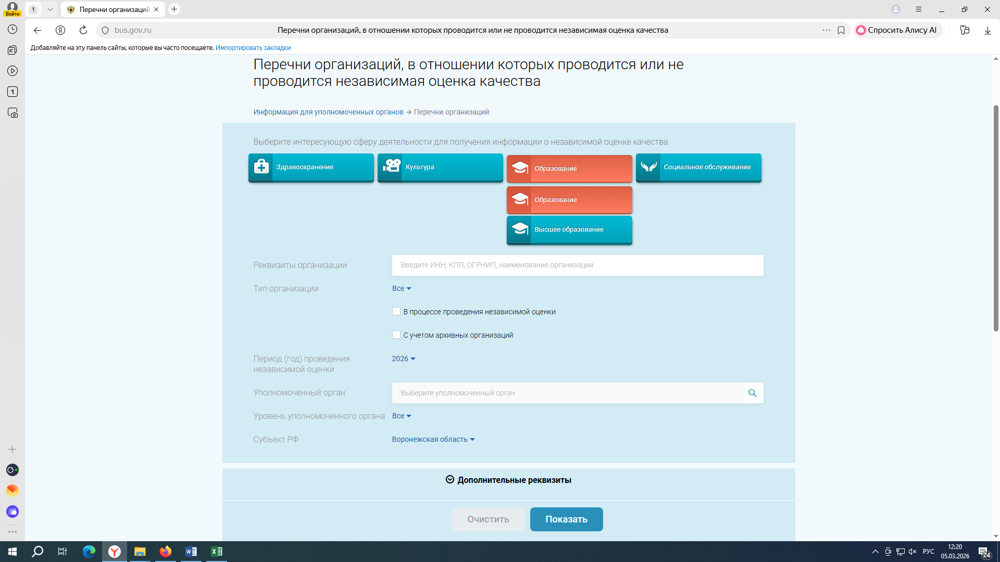 Войти
1
Перечни организаций,
bus.gov.ru
Перечни организаций, в отношении которых проводится или не проводится независимая оценка качества
Спросить Алису AI
Добавляйте на эту панель сайты, которые вы часто посещаете. Импортировать закладки
1
Перечни организаций, в отношении которых проводится или не
проводится независимая оценка качества
Информация для уполномоченных органов → Перечни организаций
Выберите интересующую сферу деятельности для получения информации о независимой оценке качества
Здравоохранение
Культура
Образование
Социальное обслуживание
Образование
Высшее образование
Реквизиты организации
Введите ИНН, КПП, ОГРНИП, наименование организации
Тип организации
Все
В процессе проведения независимой оценки
С учетом архивных организаций
Период (год) проведения
независимой оценки
2026
Уполномоченный орган
Выберите уполномоченный орган
Уровень уполномоченного органа
Все
Субъект РФ
Воронежская область
Дополнительные реквизиты
Очистить
Показать
РУС
12:20
05.03.2026
24